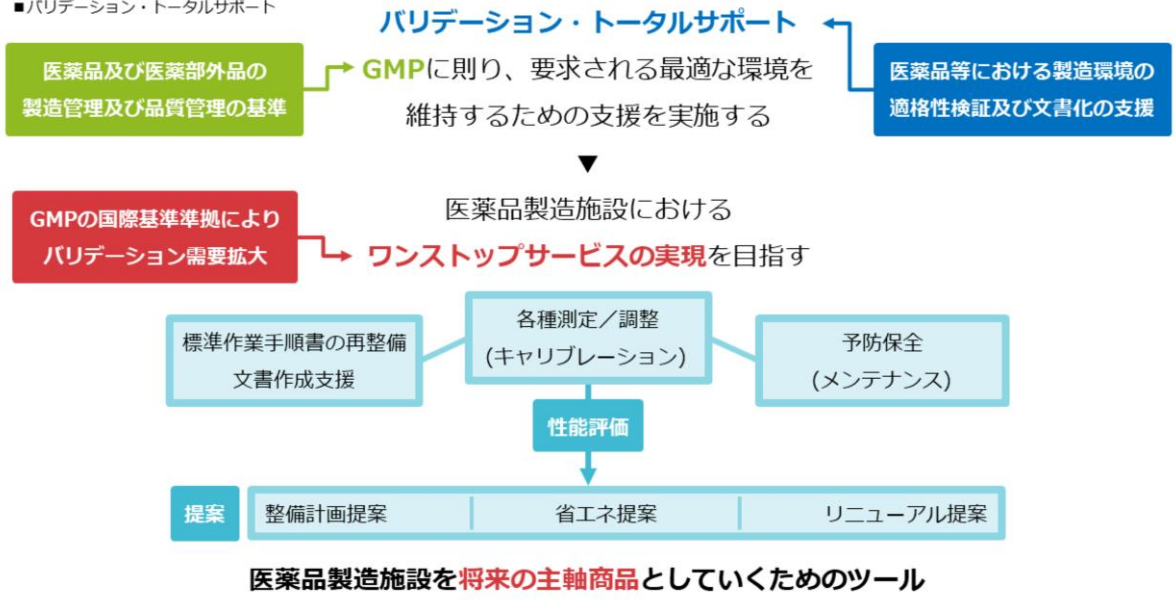 ■バリデーション・トータルサポート
バリデーション・トータルサポート
医薬品及び医薬部外品の
製造管理及び品質管理の基準
GMPに則り、要求される最適な環境を
維持するための支援を実施する
医薬品等における製造環境の
適格性検証及び文書化の支援
▼
GMPの国際基準準拠により
バリデーション需要拡大
医薬品製造施設における
ワンストップサービスの実現を目指す
標準作業手順書の再整備
文書作成支援
各種測定／調整
(キャリブレーション)
予防保全
(メンテナンス)
性能評価
提案
整備計画提案
省エネ提案
リニューアル提案
医薬品製造施設を将来の主軸商品としていくためのツール